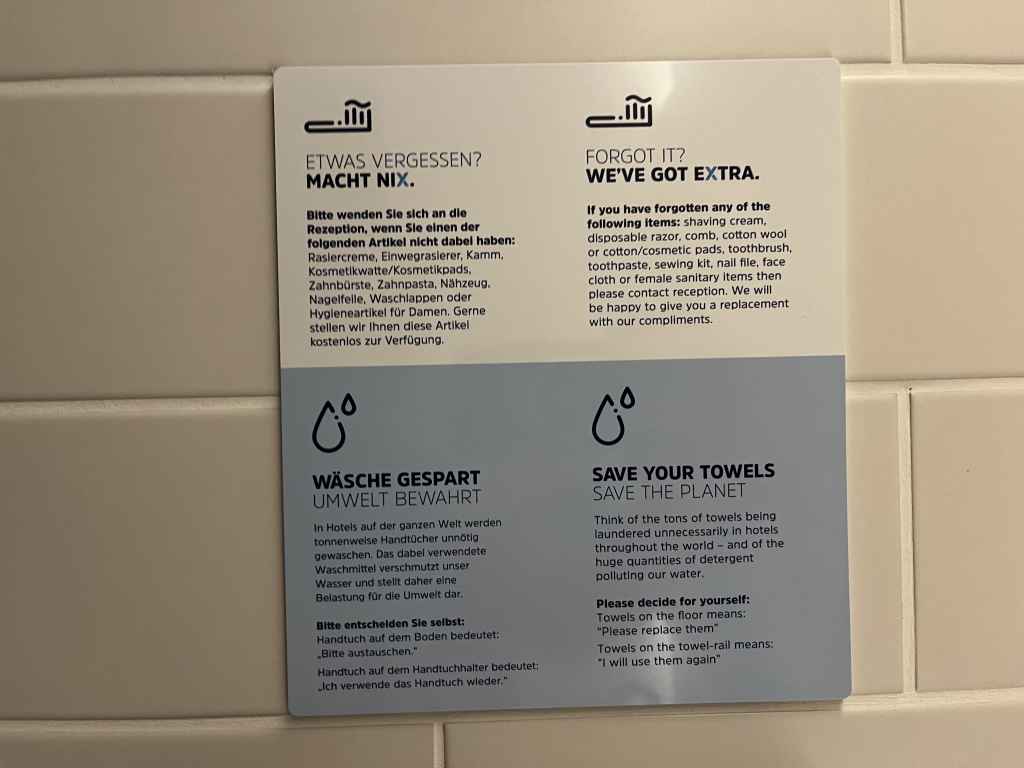 ETWAS VERGESSEN?
MACHT NIX.
Bitte wenden Sie sich an die
Rezeption, wenn Sie einen der
folgenden Artikel nicht dabei haben:
Rasiercreme, Einwegrasierer, Kamm,
Kosmetikwatte/Kosmetikpads,
Zahnbürste, Zahnpasta, Nähzeug,
Nagelfeile, Waschlappen oder
Hygieneartikel für Damen. Gerne
stellen wir Ihnen diese Artikel
kostenlos zur Verfügung.
FORGOT IT?
WE'VE GOT EXTRA.
If you have forgotten any of the
following items: shaving cream,
disposable razor, comb, cotton wool
or cotton/cosmetic pads, toothbrush,
toothpaste, sewing kit, nail file, face
cloth or female sanitary items then
please contact reception. We will
be happy to give you a replacement
with our compliments.
WÄSCHE GESPART
UMWELT BEWAHRT
In Hotels auf der ganzen Welt werden
tonnenweise Handtücher unnötig
gewaschen. Das dabei verwendete
Waschmittel verschmutzt unser
Wasser und stellt daher eine
Belastung für die Umwelt dar.
Bitte entscheiden Sie selbst:
Handtuch auf dem Boden bedeutet:
„Bitte austauschen."
Handtuch auf dem Handtuchhalter bedeutet:
„Ich verwende das Handtuch wieder."
SAVE YOUR TOWELS
SAVE THE PLANET
Think of the tons of towels being
laundered unnecessarily in hotels
throughout the world – and of the
huge quantities of detergent
polluting our water.
Please decide for yourself:
Towels on the floor means:
"Please replace them"
Towels on the towel-rail means:
"I will use them again"